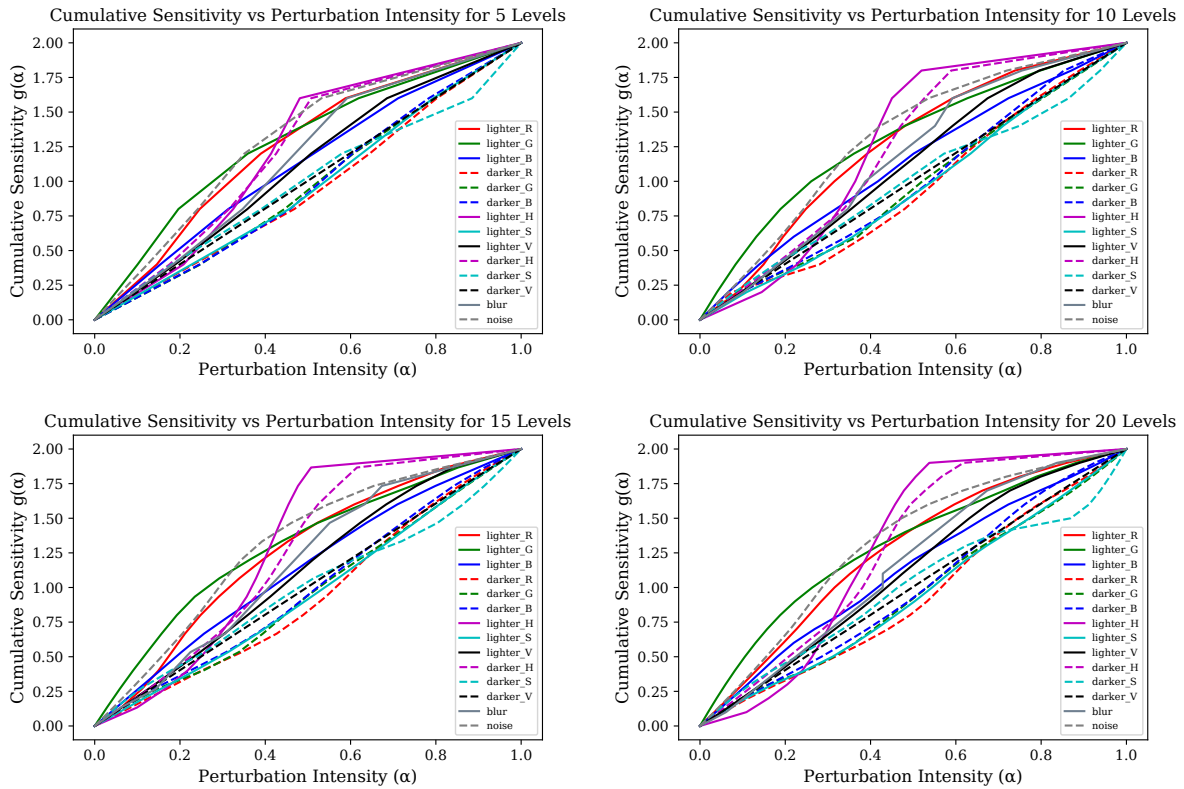 Cumulative Sensitivity vs Perturbation Intensity for 5 Levels
2.00
1.75
1.50
1.25
1.00
0.75
0.50
0.25
0.00
Cumulative Sensitivity g(α)
lighter_R
lighter_G
lighter_B
darker_R
darker_G
darker_B
lighter_H
lighter_S
lighter_V
darker_H
darker_S
darker_V
blur
noise
0.0 0.2 0.4 0.6 0.8 1.0
Perturbation Intensity (α)
Cumulative Sensitivity vs Perturbation Intensity for 10 Levels
2.00
1.75
1.50
1.25
1.00
0.75
0.50
0.25
0.00
Cumulative Sensitivity g(α)
lighter_R
lighter_G
lighter_B
darker_R
darker_G
darker_B
lighter_H
lighter_S
lighter_V
darker_H
darker_S
darker_V
blur
noise
0.0 0.2 0.4 0.6 0.8 1.0
Perturbation Intensity (α)
Cumulative Sensitivity vs Perturbation Intensity for 15 Levels
2.00
1.75
1.50
1.25
1.00
0.75
0.50
0.25
0.00
Cumulative Sensitivity g(α)
lighter_R
lighter_G
lighter_B
darker_R
darker_G
darker_B
lighter_H
lighter_S
lighter_V
darker_H
darker_S
darker_V
blur
noise
0.0 0.2 0.4 0.6 0.8 1.0
Perturbation Intensity (α)
Cumulative Sensitivity vs Perturbation Intensity for 20 Levels
2.00
1.75
1.50
1.25
1.00
0.75
0.50
0.25
0.00
Cumulative Sensitivity g(α)
lighter_R
lighter_G
lighter_B
darker_R
darker_G
darker_B
lighter_H
lighter_S
lighter_V
darker_H
darker_S
darker_V
blur
noise
0.0 0.2 0.4 0.6 0.8 1.0
Perturbation Intensity (α)